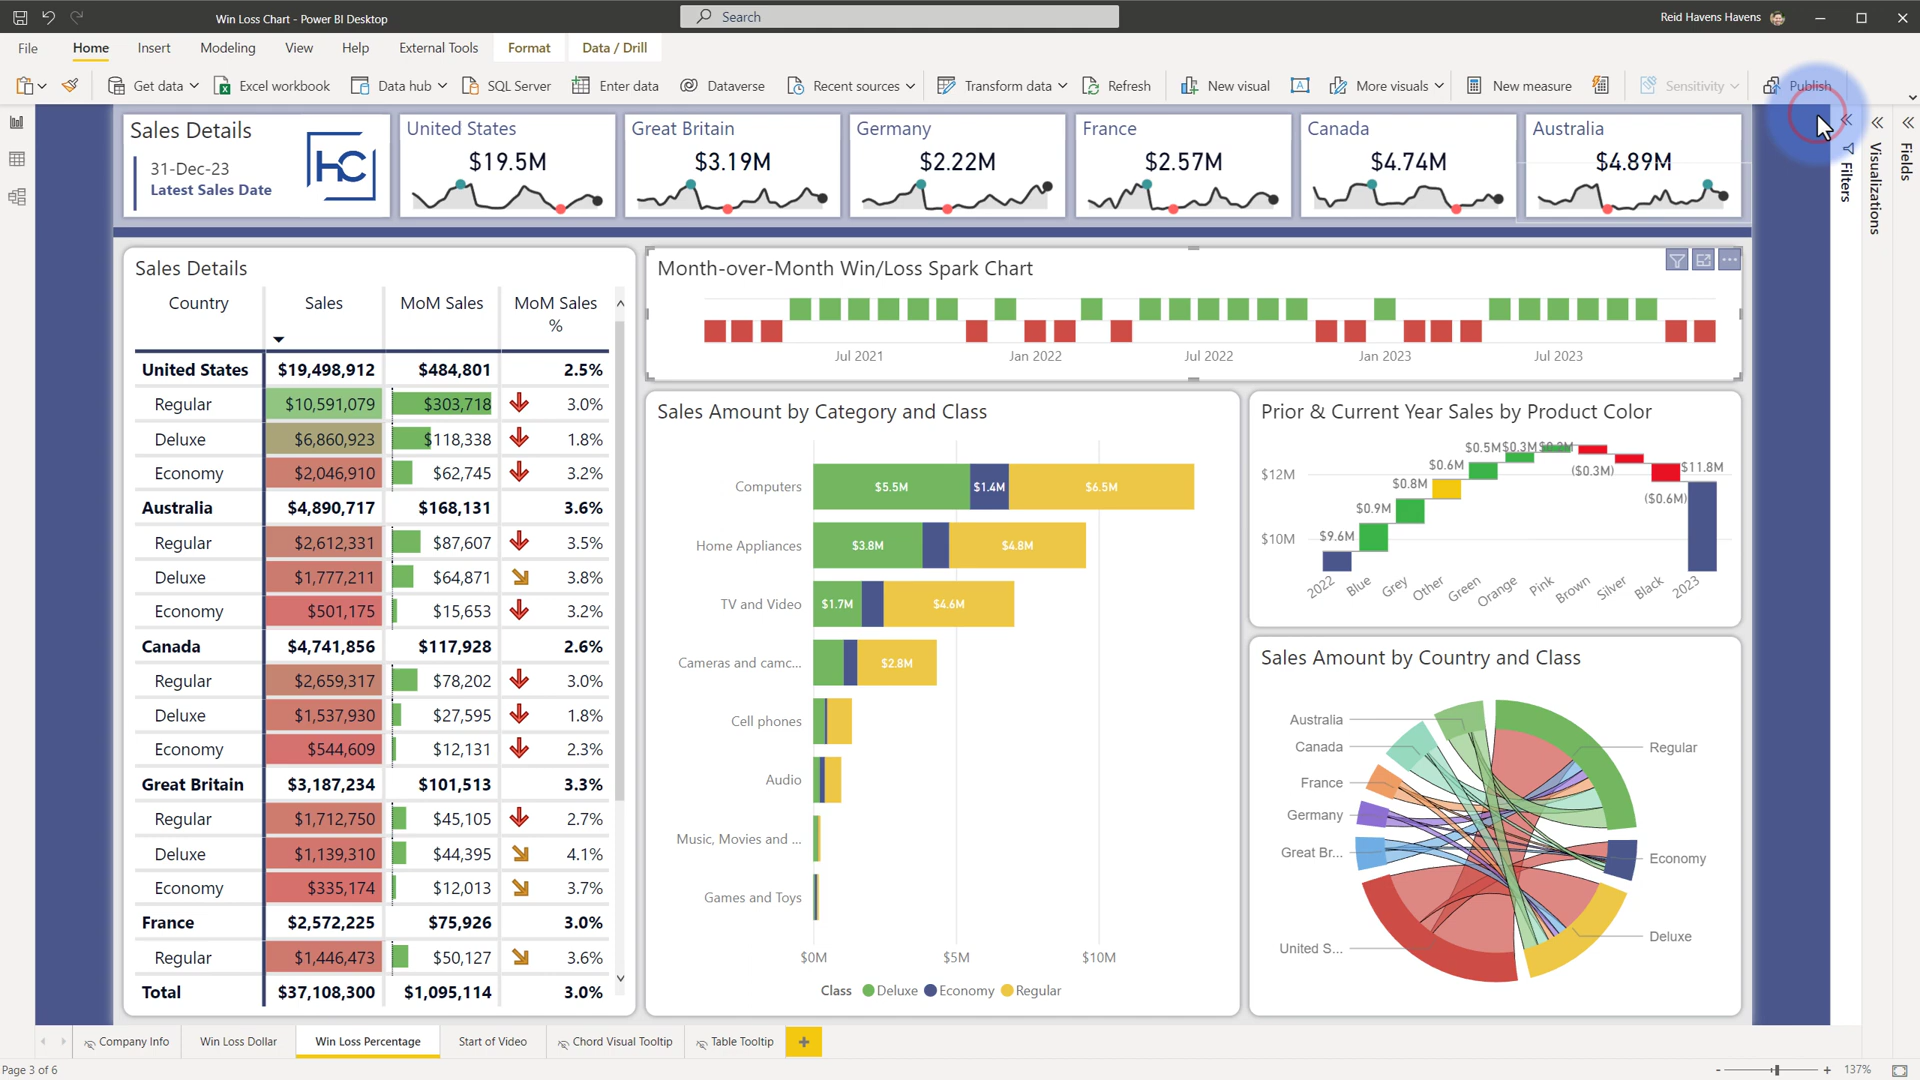 Win Loss Chart - Power BI Desktop
Search
Reid Havens Havens
File
Home
Insert
Modeling
View
Help
External Tools
Format
Data / Drill
Get data
Excel workbook
Data hub
SQL Server
Enter data
Dataverse
Recent sources
Transform data
Refresh
New visual
More visuals
New measure
Sensitivity
Publish
Sales Details
31-Dec-23
Latest Sales Date
HC
United States
$19.5M
Great Britain
$3.19M
Germany
$2.22M
France
$2.57M
Canada
$4.74M
Australia
$4.89M
Filters
Visualizations
Fields
Sales Details
Country Sales MoM Sales MoM Sales
%
United States $19,498,912 $484,801 2.5%
Regular $10,591,079 $303,718 3.0%
Deluxe $6,860,923 $118,338 1.8%
Economy $2,046,910 $62,745 3.2%
Australia $4,890,717 $168,131 3.6%
Regular $2,612,331 $87,607 3.5%
Deluxe $1,777,211 $64,871 3.8%
Economy $501,175 $15,653 3.2%
Canada $4,741,856 $117,928 2.6%
Regular $2,659,317 $78,202 3.0%
Deluxe $1,537,930 $27,595 1.8%
Economy $544,609 $12,131 2.3%
Great Britain $3,187,234 $101,513 3.3%
Regular $1,712,750 $45,105 2.7%
Deluxe $1,139,310 $44,395 4.1%
Economy $335,174 $12,013 3.7%
France $2,572,225 $75,926 3.0%
Regular $1,446,473 $50,127 3.6%
Total $37,108,300 $1,095,114 3.0%
Month-over-Month Win/Loss Spark Chart
Jul 2021 Jan 2022 Jul 2022 Jan 2023 Jul 2023
Sales Amount by Category and Class
Computers $5.5M $1.4M $6.5M
Home Appliances $3.8M $4.8M
TV and Video $1.7M $4.6M
Cameras and camc... $2.8M
Cell phones
Audio
Music, Movies and ...
Games and Toys
$0M $5M $10M
Class Deluxe Economy Regular
Prior & Current Year Sales by Product Color
$12M
$10M
$9.6M
$0.9M
$0.8M
$0.6M
$0.5M
$0.3M
$0.2M
($0.3M)
($0.6M)
$11.8M
2022 Blue Grey Other Green Orange Pink Brown Silver Black 2023
Sales Amount by Country and Class
Australia
Canada
France
Germany
Great Br...
United S...
Regular
Economy
Deluxe
Company Info
Win Loss Dollar
Win Loss Percentage
Start of Video
Chord Visual Tooltip
Table Tooltip
+
Page 3 of 6
- + 137%